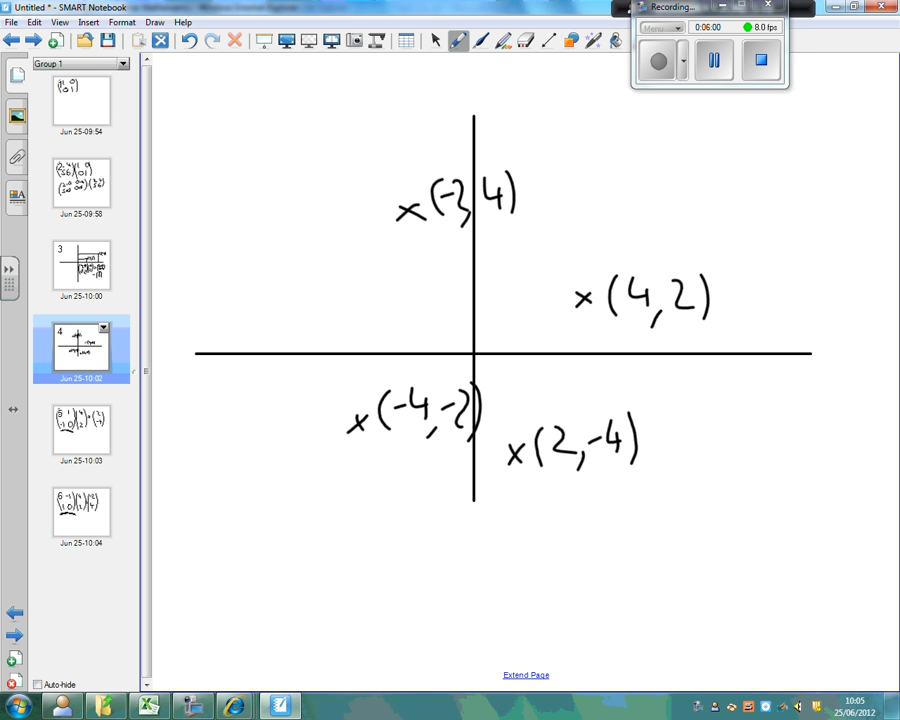 Untitled * - SMART Notebook
Recording...
File Edit View Insert Format Draw Help
Menu 0:06:00 8.0 fps
Group 1
Jun 25-09:54
Jun 25-09:58
3
Jun 25-10:00
4
Jun 25-10:02
Jun 25-10:03
Jun 25-10:04
x (-2, 4)
x (4, 2)
x (-4, -2)
x (2, -4)
Extend Page
Auto-hide
10:05
25/06/2012